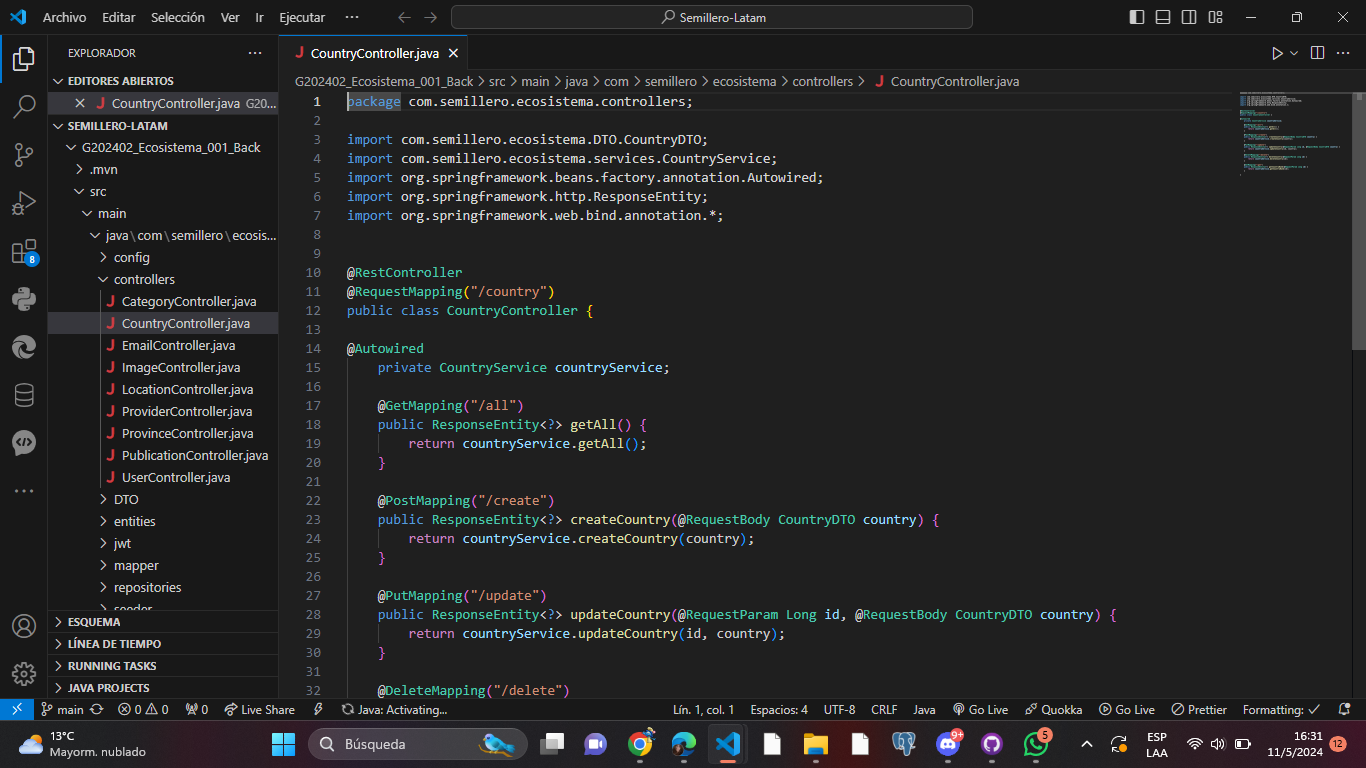 Archivo Editar Selección Ver Ir Ejecutar ···
Semillero-Latam
EXPLORADOR
EDITORES ABIERTOS
CountryController.java G20...
SEMILLERO-LATAM
G202402_Ecosistema_001_Back
.mvn
src
main
java\com\semillero\ecosis...
config
controllers
J CategoryController.java
J CountryController.java
J EmailController.java
J ImageController.java
J LocationController.java
J ProviderController.java
J ProvinceController.java
J PublicationController.java
J UserController.java
DTO
entities
jwt
mapper
repositories
seeder
ESQUEMA
LÍNEA DE TIEMPO
RUNNING TASKS
JAVA PROJECTS
8
J CountryController.java
G202402_Ecosistema_001_Back > src > main > java > com > semillero > ecosistema > controllers > J CountryController.java
1 package com.semillero.ecosistema.controllers;
2
3 import com.semillero.ecosistema.DTO.CountryDTO;
4 import com.semillero.ecosistema.services.CountryService;
5 import org.springframework.beans.factory.annotation.Autowired;
6 import org.springframework.http.ResponseEntity;
7 import org.springframework.web.bind.annotation.*;
8
9
10 @RestController
11 @RequestMapping("/country")
12 public class CountryController {
13
14 @Autowired
15 private CountryService countryService;
16
17 @GetMapping("/all")
18 public ResponseEntity<?> getAll() {
19 return countryService.getAll();
20 }
21
22 @PostMapping("/create")
23 public ResponseEntity<?> createCountry(@RequestBody CountryDTO country) {
24 return countryService.createCountry(country);
25 }
26
27 @PutMapping("/update")
28 public ResponseEntity<?> updateCountry(@RequestParam Long id, @RequestBody CountryDTO country) {
29 return countryService.updateCountry(id, country);
30 }
31
32 @DeleteMapping("/delete")
main 0 0 0 Live Share Java: Activating... Lín. 1, col. 1 Espacios: 4 UTF-8 CRLF Java Go Live Quokka Go Live Prettier Formatting: ✓
13°C
Mayorm. nublado
Búsqueda
9+
5
ESP
LAA
16:31
11/5/2024
12